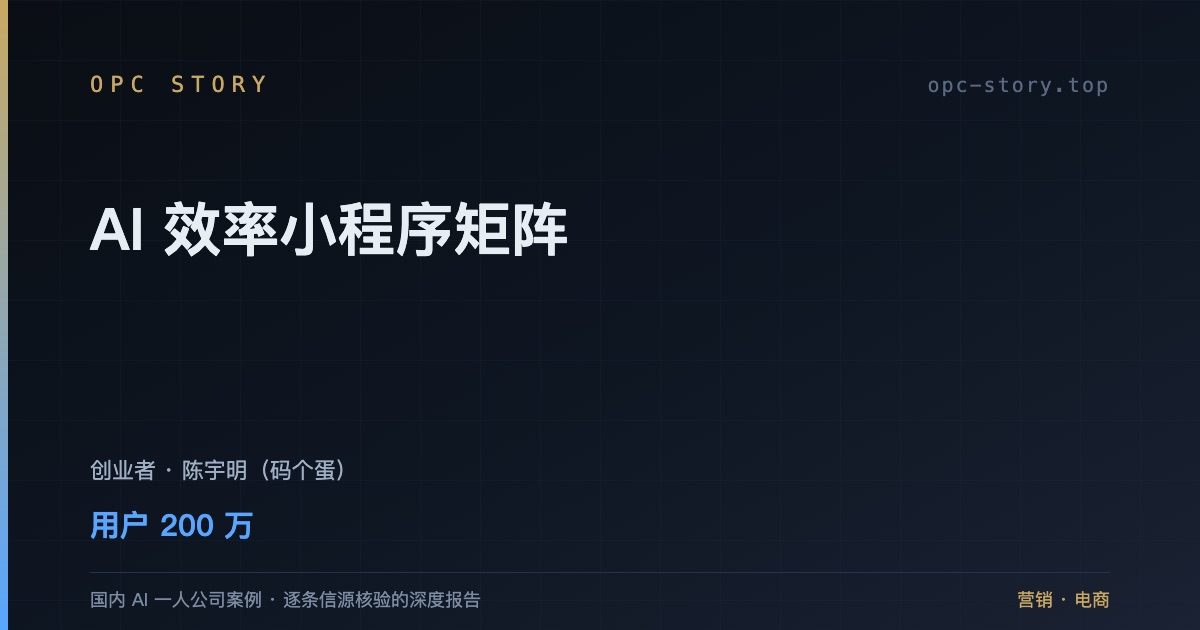 OPC STORY
opc-story.top
AI 效率小程序矩阵
创业者 · 陈宇明（码个蛋）
用户 200 万
国内 AI 一人公司案例 · 逐条信源核验的深度报告
营销 · 电商